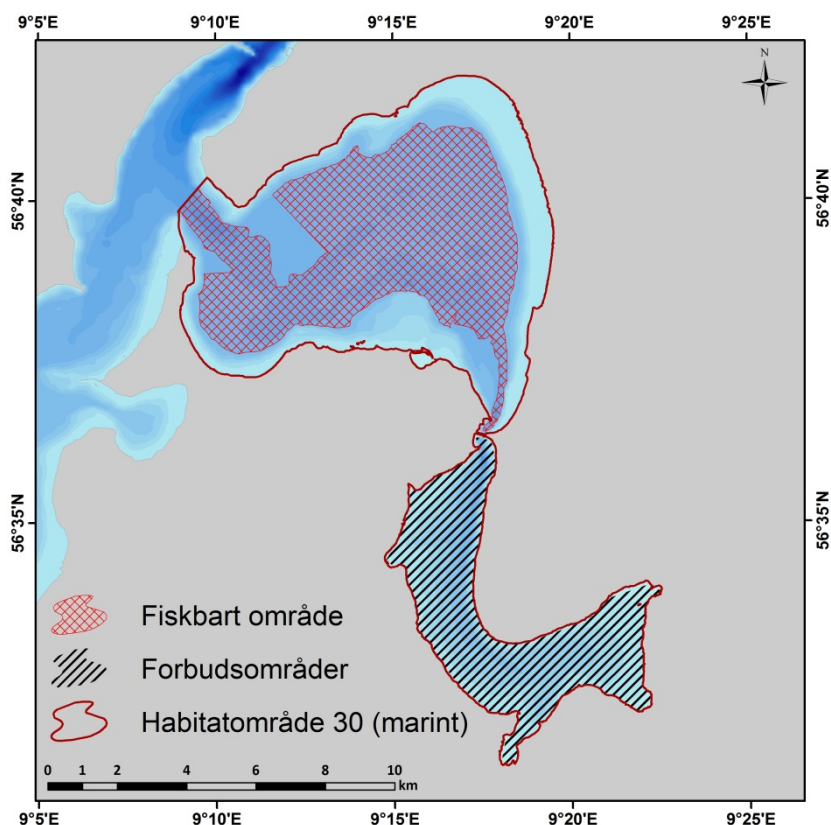 9°5'E 9°10'E 9°15'E 9°20'E 9°25'E
N
56°40'N 56°40'N
56°35'N 56°35'N
Fiskbart område
Forbudsområder
Habitatområde 30 (marint)
0 1 2 4 6 8 10
km
9°5'E 9°10'E 9°15'E 9°20'E 9°25'E